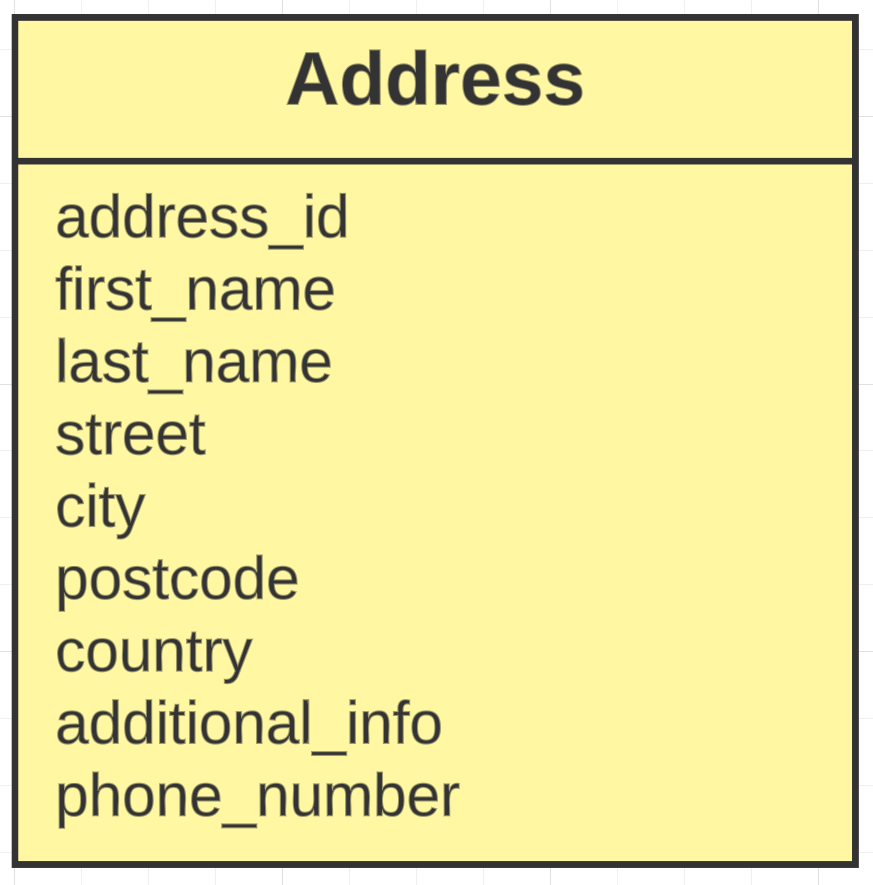 Address
address_id
first_name
last_name
street
city
postcode
country
additional_info
phone_number